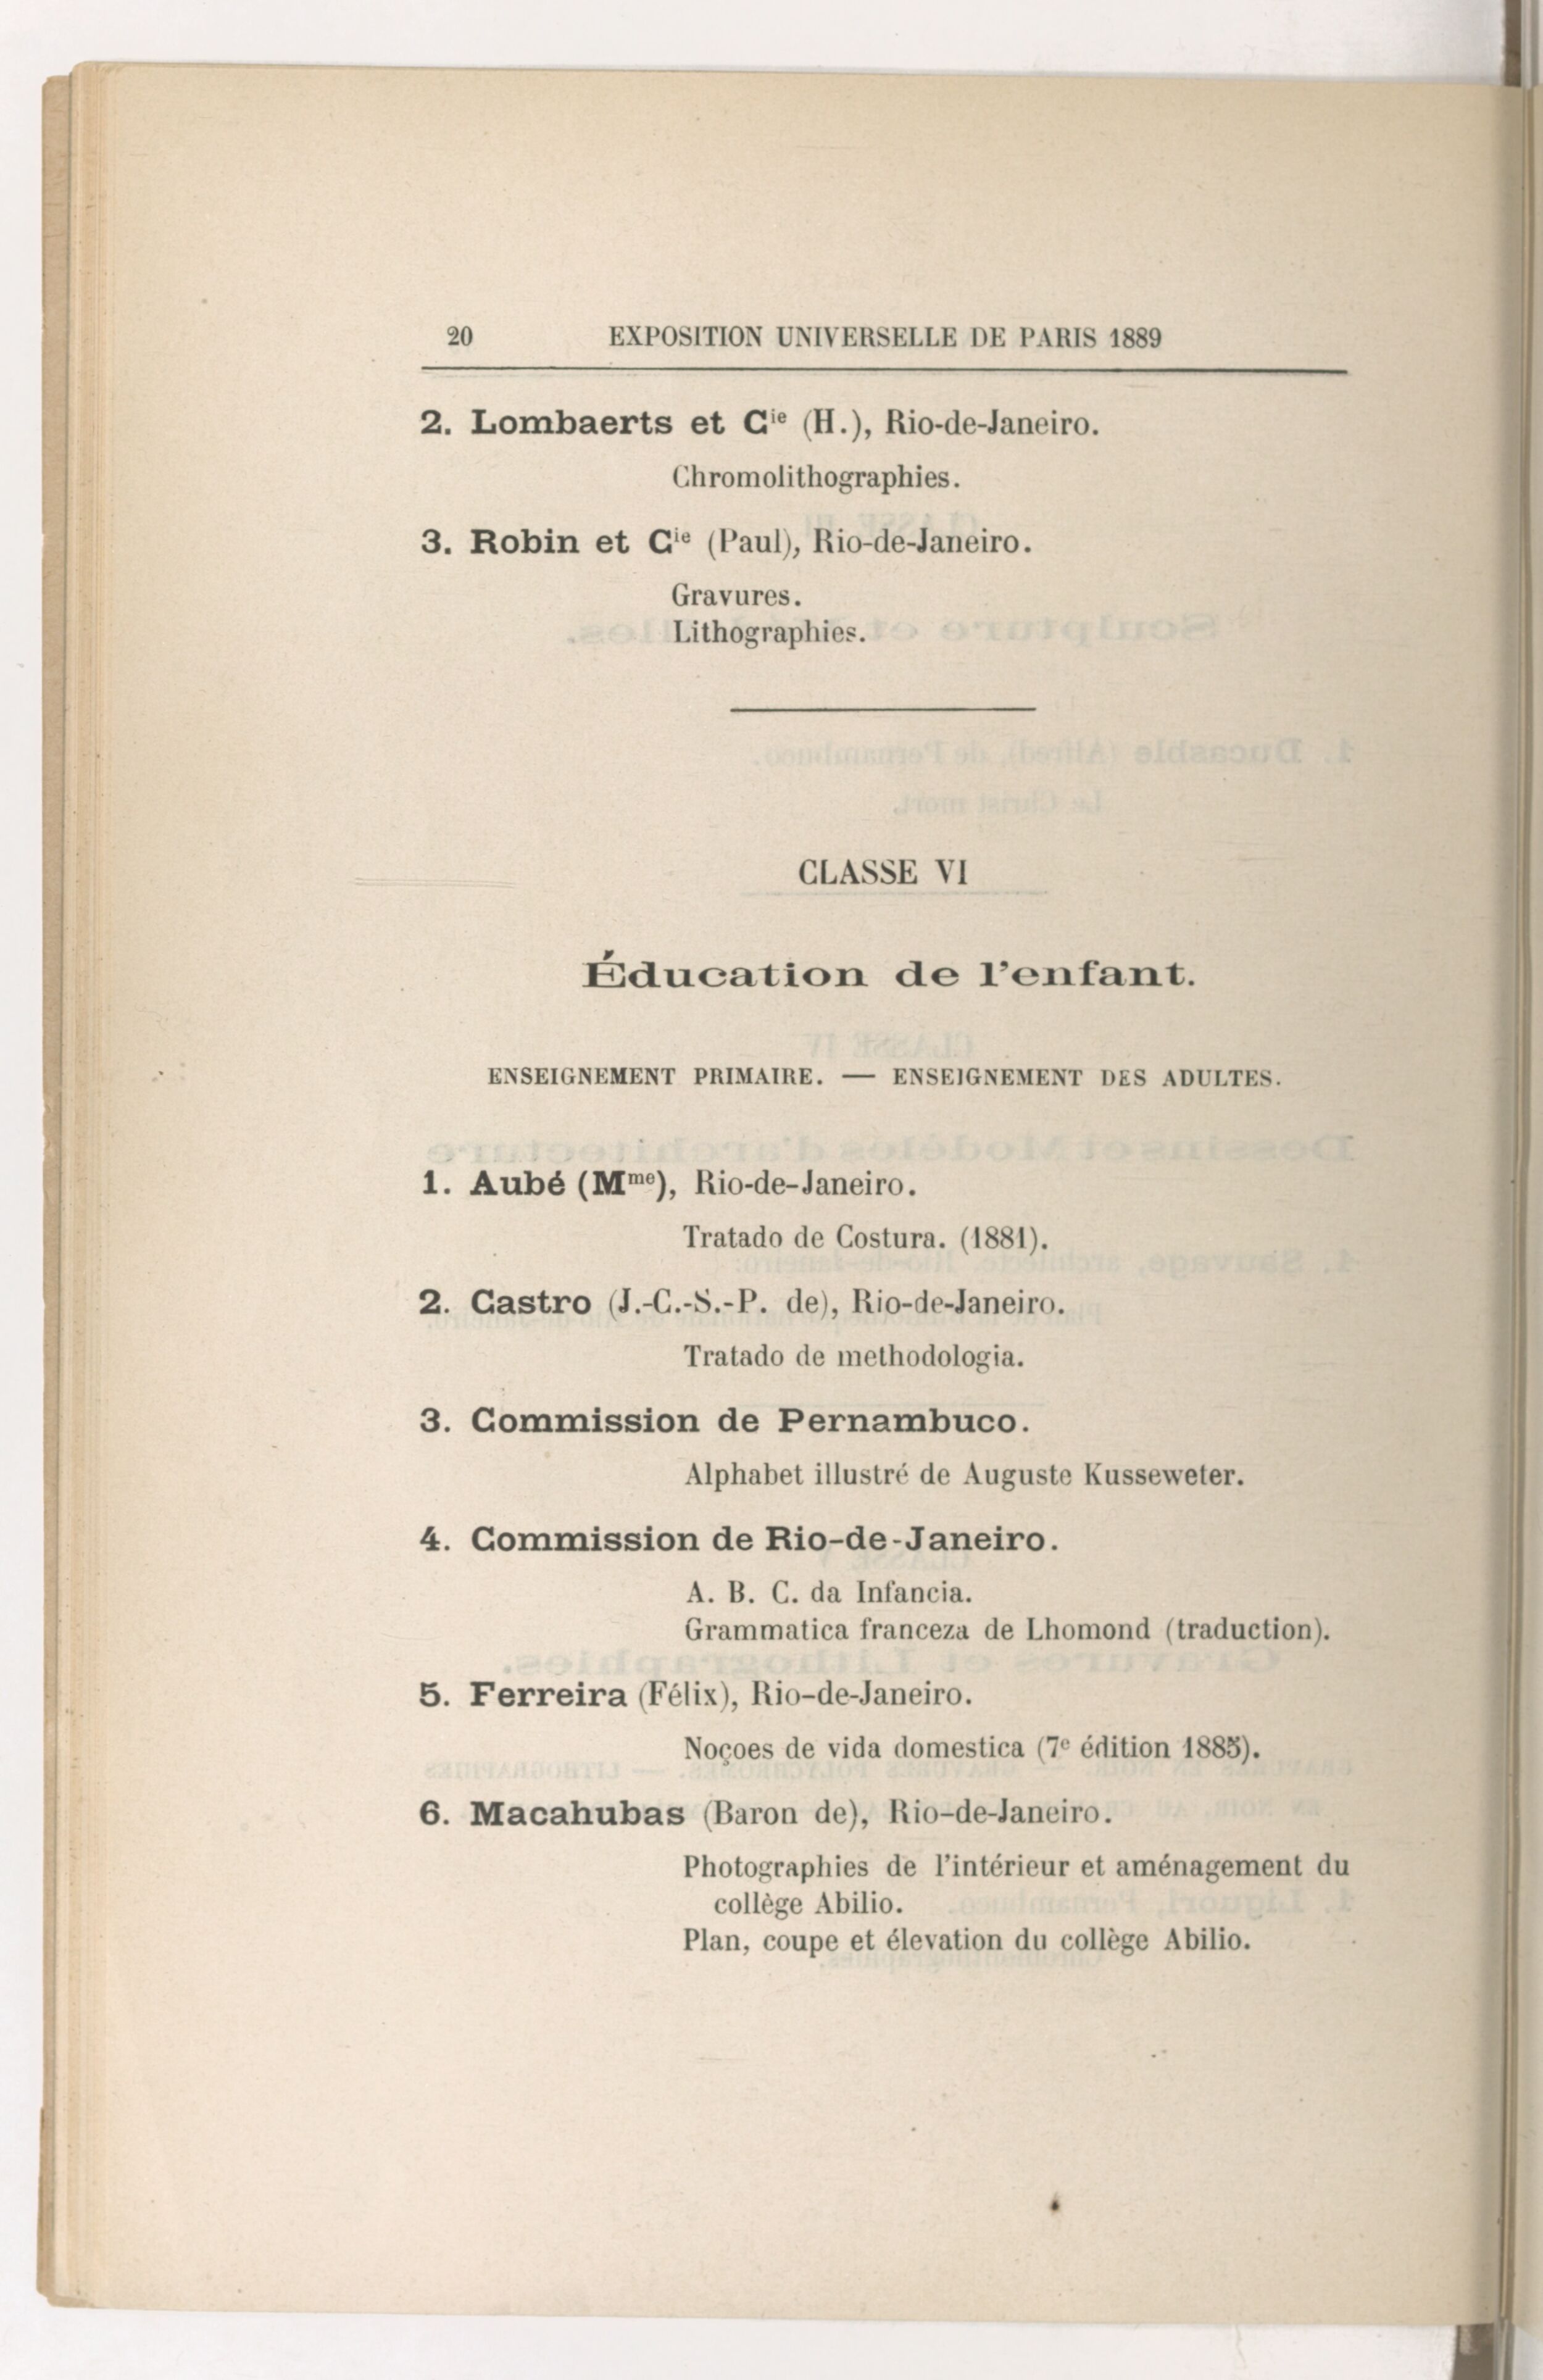 20 EXPOSITION UNIVERSELLE DE PARIS 1889
2. Lombaerts et Cie (H.), Rio-de-Janeiro.
Chromolithographies.
3. Robin et Cie (Paul), Rio-de-Janeiro.
Gravures.
Lithographies.
CLASSE VI
Éducation de l'enfant.
ENSEIGNEMENT PRIMAIRE. — ENSEIGNEMENT DES ADULTES.
1. Aubé (Mme), Rio-de-Janeiro.
Tratado de Costura. (1881).
2. Castro (J.-C.-S.-P. de), Rio-de-Janeiro.
Tratado de methodologia.
3. Commission de Pernambuco.
Alphabet illustré de Auguste Kusseweter.
4. Commission de Rio-de-Janeiro.
A. B. C. da Infancia.
Grammatica franceza de Lhomond (traduction).
5. Ferreira (Félix), Rio-de-Janeiro.
Noçoes de vida domestica (7e édition 1885).
6. Macahubas (Baron de), Rio-de-Janeiro.
Photographies de l'intérieur et aménagement du
collège Abilio.
Plan, coupe et élevation du collège Abilio.